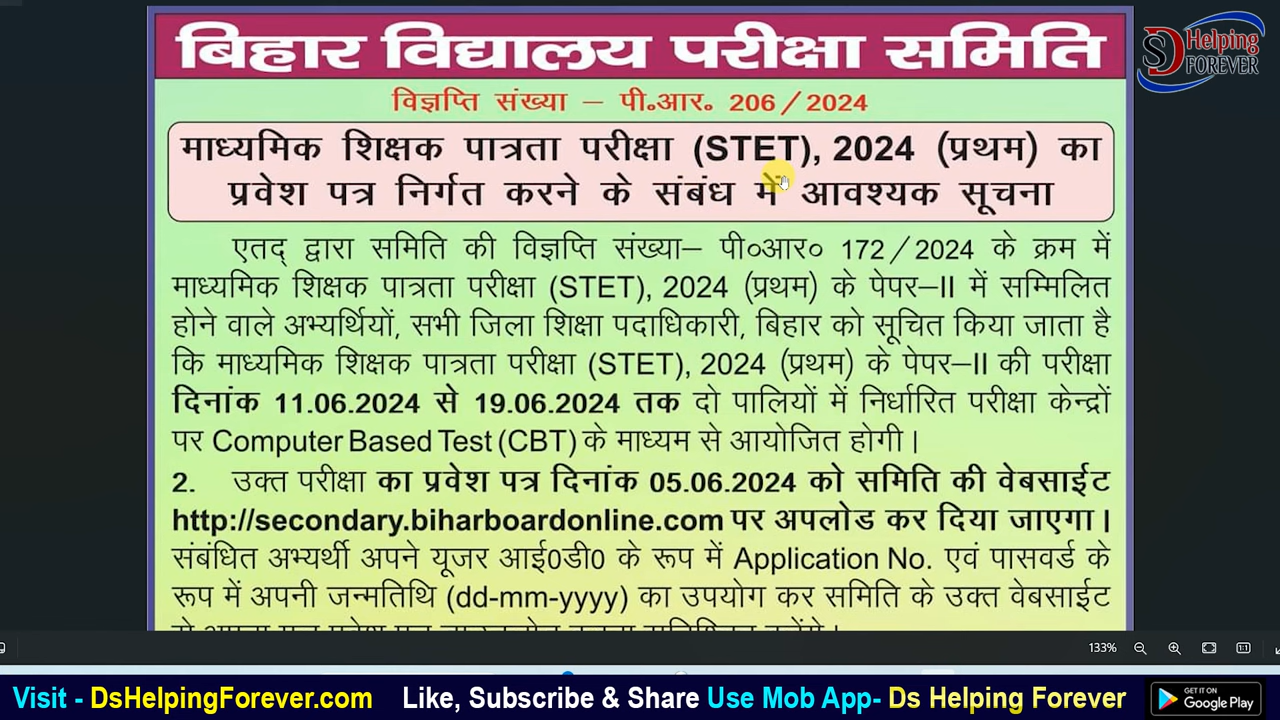 बिहार विद्यालय परीक्षा समिति
SD Helping
FOREVER
विज्ञप्ति संख्या – पी॰आर॰ 206/2024
माध्यमिक शिक्षक पात्रता परीक्षा (STET), 2024 (प्रथम) का
प्रवेश पत्र निर्गत करने के संबंध में आवश्यक सूचना
एतद् द्वारा समिति की विज्ञप्ति संख्या– पी०आर० 172/2024 के क्रम में
माध्यमिक शिक्षक पात्रता परीक्षा (STET), 2024 (प्रथम) के पेपर–II में सम्मिलित
होने वाले अभ्यर्थियों, सभी जिला शिक्षा पदाधिकारी, बिहार को सूचित किया जाता है
कि माध्यमिक शिक्षक पात्रता परीक्षा (STET), 2024 (प्रथम) के पेपर–II की परीक्षा
दिनांक 11.06.2024 से 19.06.2024 तक दो पालियों में निर्धारित परीक्षा केन्द्रों
पर Computer Based Test (CBT) के माध्यम से आयोजित होगी।
2. उक्त परीक्षा का प्रवेश पत्र दिनांक 05.06.2024 को समिति की वेबसाईट
http://secondary.biharboardonline.com पर अपलोड कर दिया जाएगा।
संबंधित अभ्यर्थी अपने यूजर आई0डी0 के रूप में Application No. एवं पासवर्ड के
रूप में अपनी जन्मतिथि (dd-mm-yyyy) का उपयोग कर समिति के उक्त वेबसाईट
133%
1:1
Visit - DsHelpingForever.com Like, Subscribe & Share Use Mob App- Ds Helping Forever
GET IT ON
Google Play